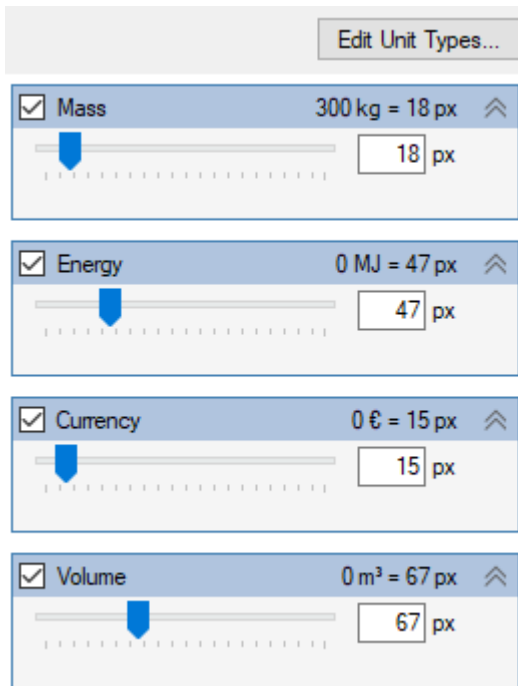 Edit Unit Types...
Mass 300 kg = 18 px
18 px
Energy 0 MJ = 47 px
47 px
Currency 0 € = 15 px
15 px
Volume 0 m³ = 67 px
67 px